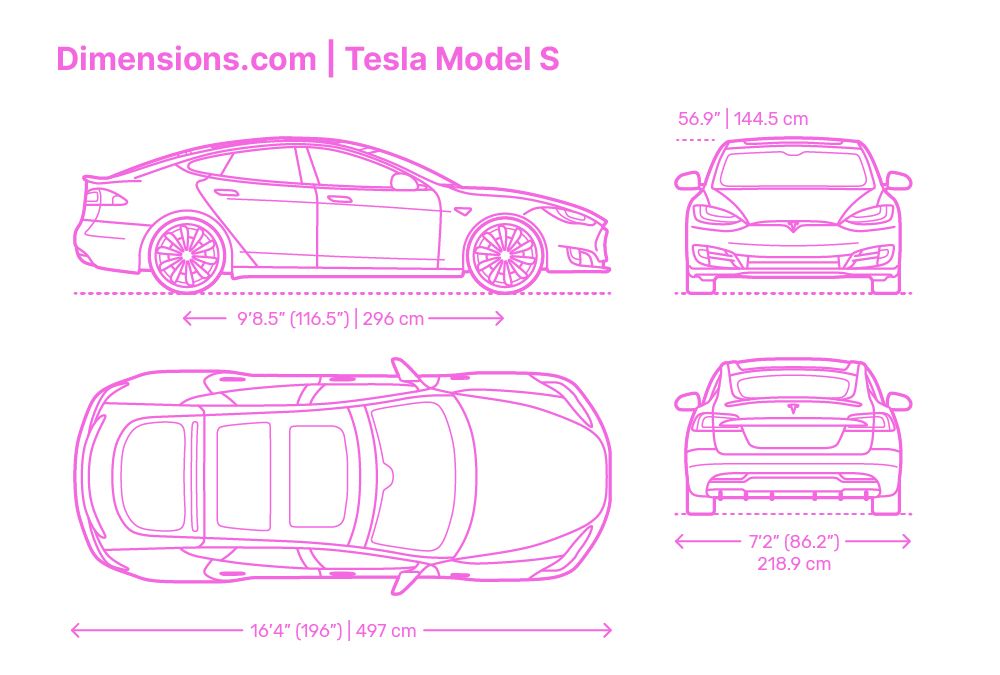 Dimensions.com | Tesla Model S
56.9" | 144.5 cm
9'8.5" (116.5") | 296 cm
7'2" (86.2")
218.9 cm
16'4" (196") | 497 cm